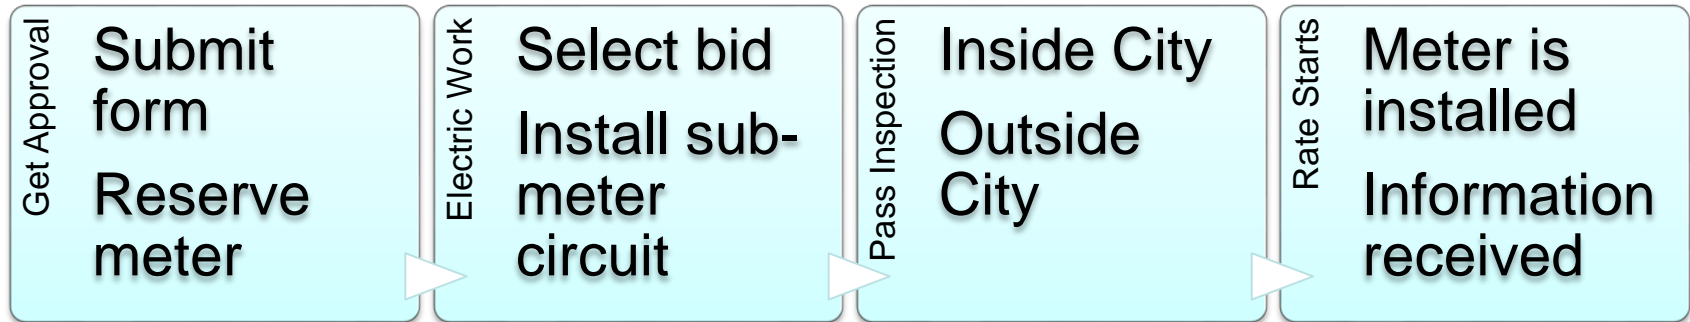 Get Approval
Submit
form
Reserve
meter
Electric Work
Select bid
Install sub-
meter
circuit
Pass Inspection
Inside City
Outside
City
Rate Starts
Meter is
installed
Information
received